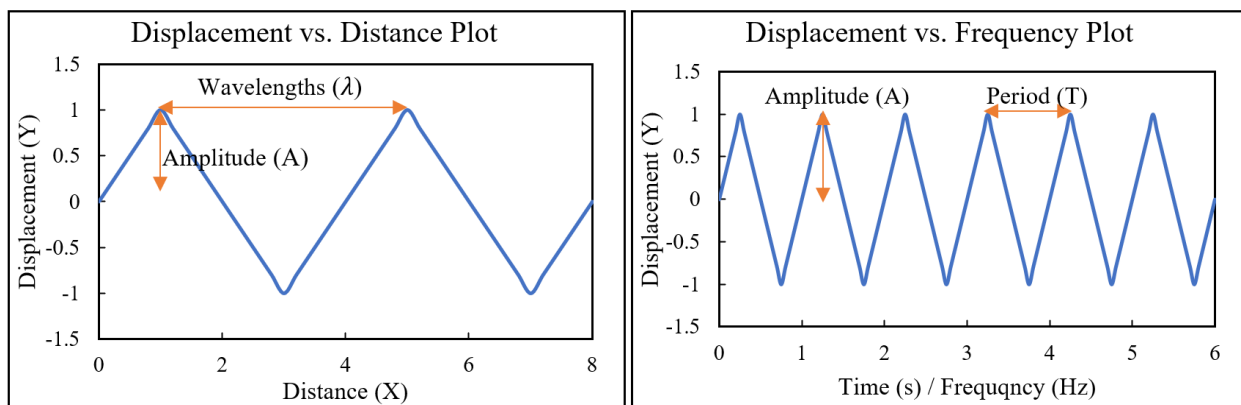 Displacement vs. Distance Plot
1.5
Wavelengths (λ)
1
Amplitude (A)
0.5
0
-0.5
-1
-1.5
Displacement (Y)
0 2 4 6 8
Distance (X)
Displacement vs. Frequency Plot
1.5
Amplitude (A) Period (T)
1
0.5
0
-0.5
-1
-1.5
Displacement (Y)
0 1 2 3 4 5 6
Time (s) / Frequqncy (Hz)